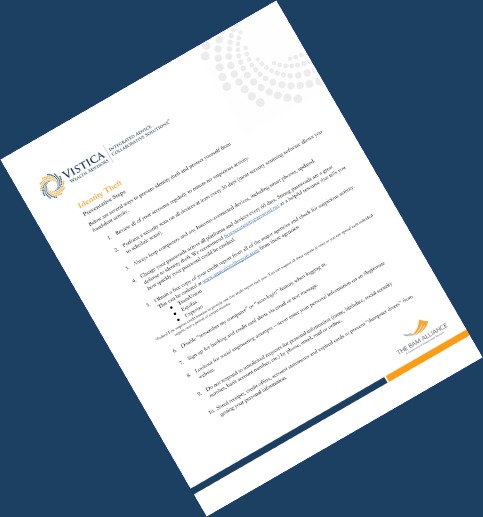 VISTICA
WEALTH ADVISORS
INTEGRATED ADVICE.
COLLABORATIVE SOLUTIONS.®
Identity Theft
Preventative Steps
Below are several ways to prevent identity theft and protect yourself from
fraudulent activity.
1. Review all of your accounts regularly to ensure no suspicious activity.
2. Perform a security scan on all devices at least every 30 days (most security scanning software allows you
to schedule scans).
3. Always keep computers and any Internet-connected devices, including smart phones, updated.
4. Change your passwords across all platforms and devices every 60 days. Strong passwords are a great
defense to identity theft. We recommend as a helpful resource that tells you
how quickly your password could be cracked.
5. Obtain a free copy of your credit report from all of the major agencies and check for suspicious activity.
This can be ordered at www.annualcreditreport.com from these agencies.
• TransUnion
• Equifax
• Experian
6. Disable “remember my computer” or “auto-login” feature when logging in.
7. Sign up for banking and credit card alerts via email or text message.
8. Lookout for social engineering attempts – never enter your personal information on an illegitimate
website.
9. Do not respond to unsolicited requests for personal information (name, birthdate, social security
number, bank account number, etc.) by phone, email, mail or online.
10. Shred receipts, credit offers, account statements and expired cards to prevent “dumpster divers” from
getting your personal information.
THE BAM ALLIANCE